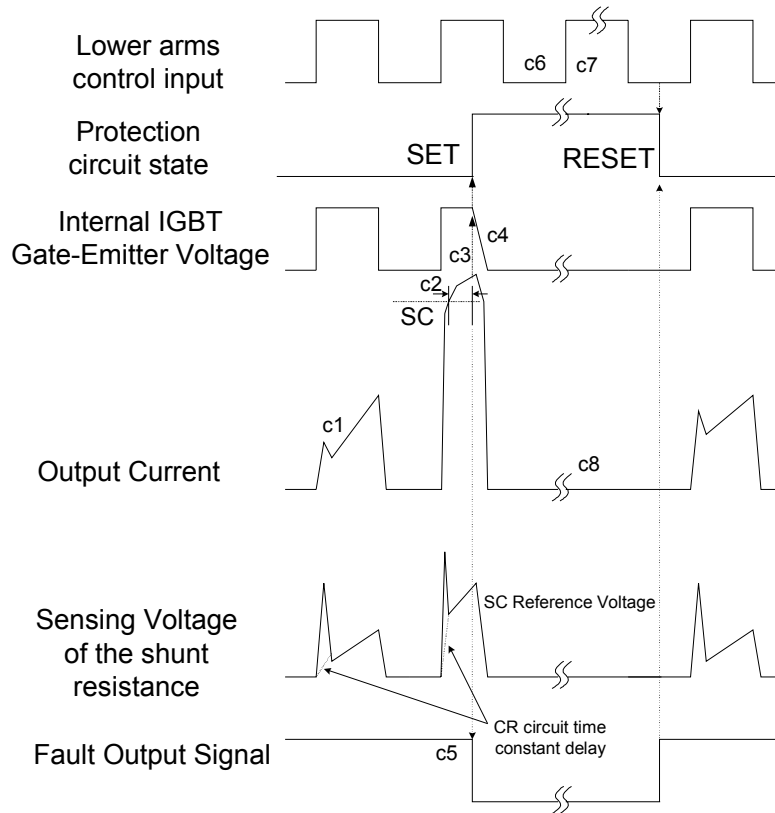 Lower arms
control input
c6
c7
Protection
circuit state
SET
RESET
Internal IGBT
Gate-Emitter Voltage
c4
c3
c2
SC
c1
Output Current
c8
SC Reference Voltage
Sensing Voltage
of the shunt
resistance
CR circuit time
constant delay
Fault Output Signal
c5